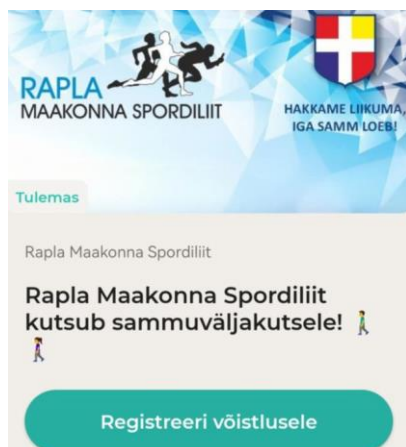 RAPLA
MAAKONNA SPORDILIIT
HAKKAME LIIKUMA,
IGA SAMM LOEB!
Tulemas
Rapla Maakonna Spordiliit
Rapla Maakonna Spordiliit
kutsub sammuväljakutsele! 🚶‍♂️
🚶‍♀️
Registreeri võistlusele